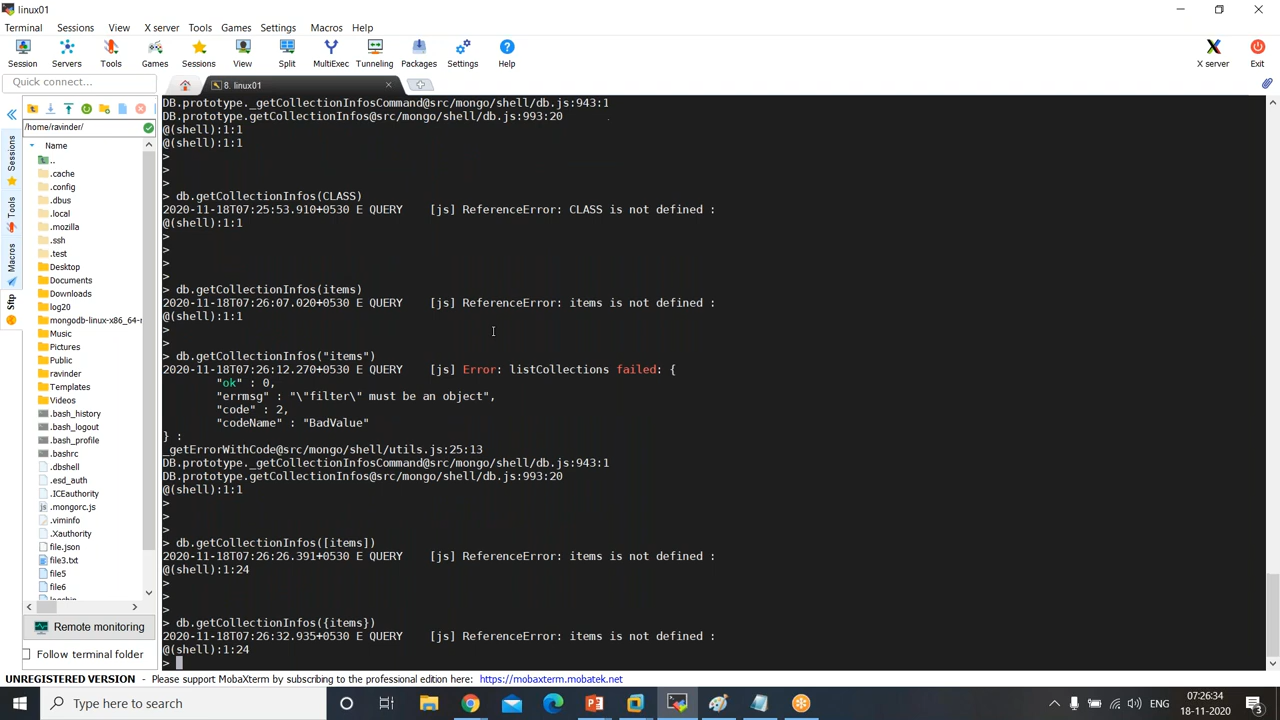 linux01
Terminal Sessions View X server Tools Games Settings Macros Help
Session Servers Tools Games Sessions View Split MultiExec Tunneling Packages Settings Help X server Exit
Quick connect...
8. linux01
/home/ravinder/
Name
..
.cache
.config
.dbus
.local
.mozilla
.ssh
.test
Desktop
Documents
Downloads
log20
mongodb-linux-x86_64-r
Music
Pictures
Public
ravinder
Templates
Videos
.bash_history
.bash_logout
.bash_profile
.bashrc
.dbshell
.esd_auth
.ICEauthority
.mongorc.js
.viminfo
.Xauthority
file.json
file3.txt
file5
file6
Sessions
Tools
Macros
Sftp
Remote monitoring
Follow terminal folder
DB.prototype._getCollectionInfosCommand@src/mongo/shell/db.js:943:1
DB.prototype.getCollectionInfos@src/mongo/shell/db.js:993:20
@(shell):1:1
@(shell):1:1
>
>
>
> db.getCollectionInfos(CLASS)
2020-11-18T07:25:53.910+0530 E QUERY    [js] ReferenceError: CLASS is not defined :
@(shell):1:1
>
>
>
>
> db.getCollectionInfos(items)
2020-11-18T07:26:07.020+0530 E QUERY    [js] ReferenceError: items is not defined :
@(shell):1:1
>
>
> db.getCollectionInfos("items")
2020-11-18T07:26:12.270+0530 E QUERY    [js] Error: listCollections failed: {
"ok" : 0,
"errmsg" : "\"filter\" must be an object",
"code" : 2,
"codeName" : "BadValue"
} :
_getErrorWithCode@src/mongo/shell/utils.js:25:13
DB.prototype._getCollectionInfosCommand@src/mongo/shell/db.js:943:1
DB.prototype.getCollectionInfos@src/mongo/shell/db.js:993:20
@(shell):1:1
>
>
>
> db.getCollectionInfos([items])
2020-11-18T07:26:26.391+0530 E QUERY    [js] ReferenceError: items is not defined :
@(shell):1:24
>
>
>
> db.getCollectionInfos({items})
2020-11-18T07:26:32.935+0530 E QUERY    [js] ReferenceError: items is not defined :
@(shell):1:24
>
UNREGISTERED VERSION - Please support MobaXterm by subscribing to the professional edition here: https://mobaxterm.mobatek.net
Type here to search
ENG
07:26:34
18-11-2020
3